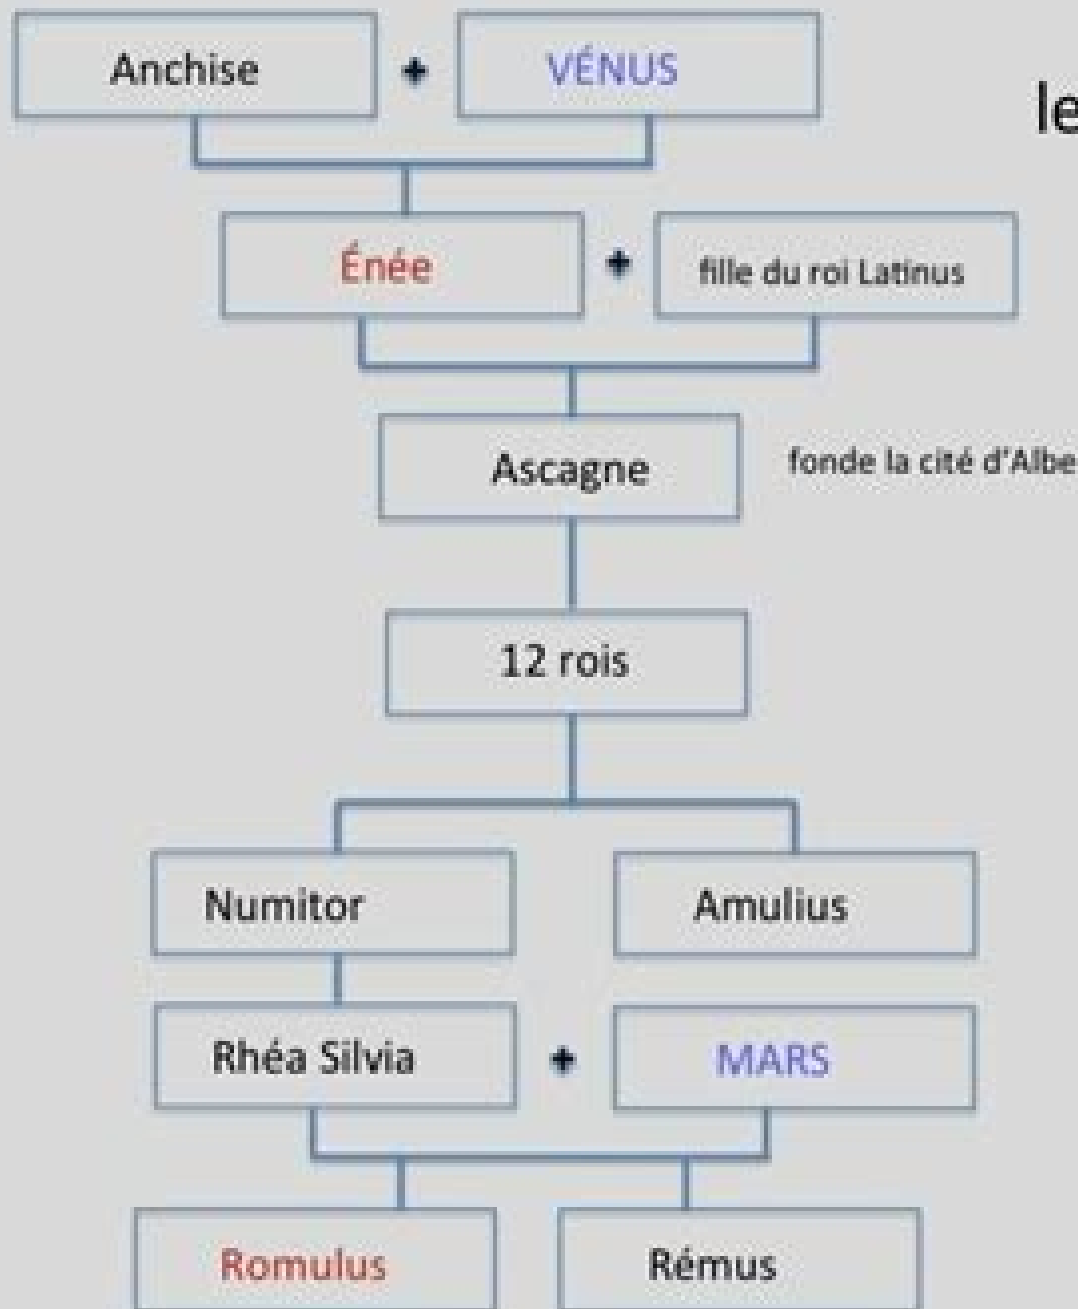 Anchise + VÉNUS
le
Énée + fille du roi Latinus
Ascagne fonde la cité d'Albe
12 rois
Numitor Amulius
Rhéa Silvia + MARS
Romulus Rémus